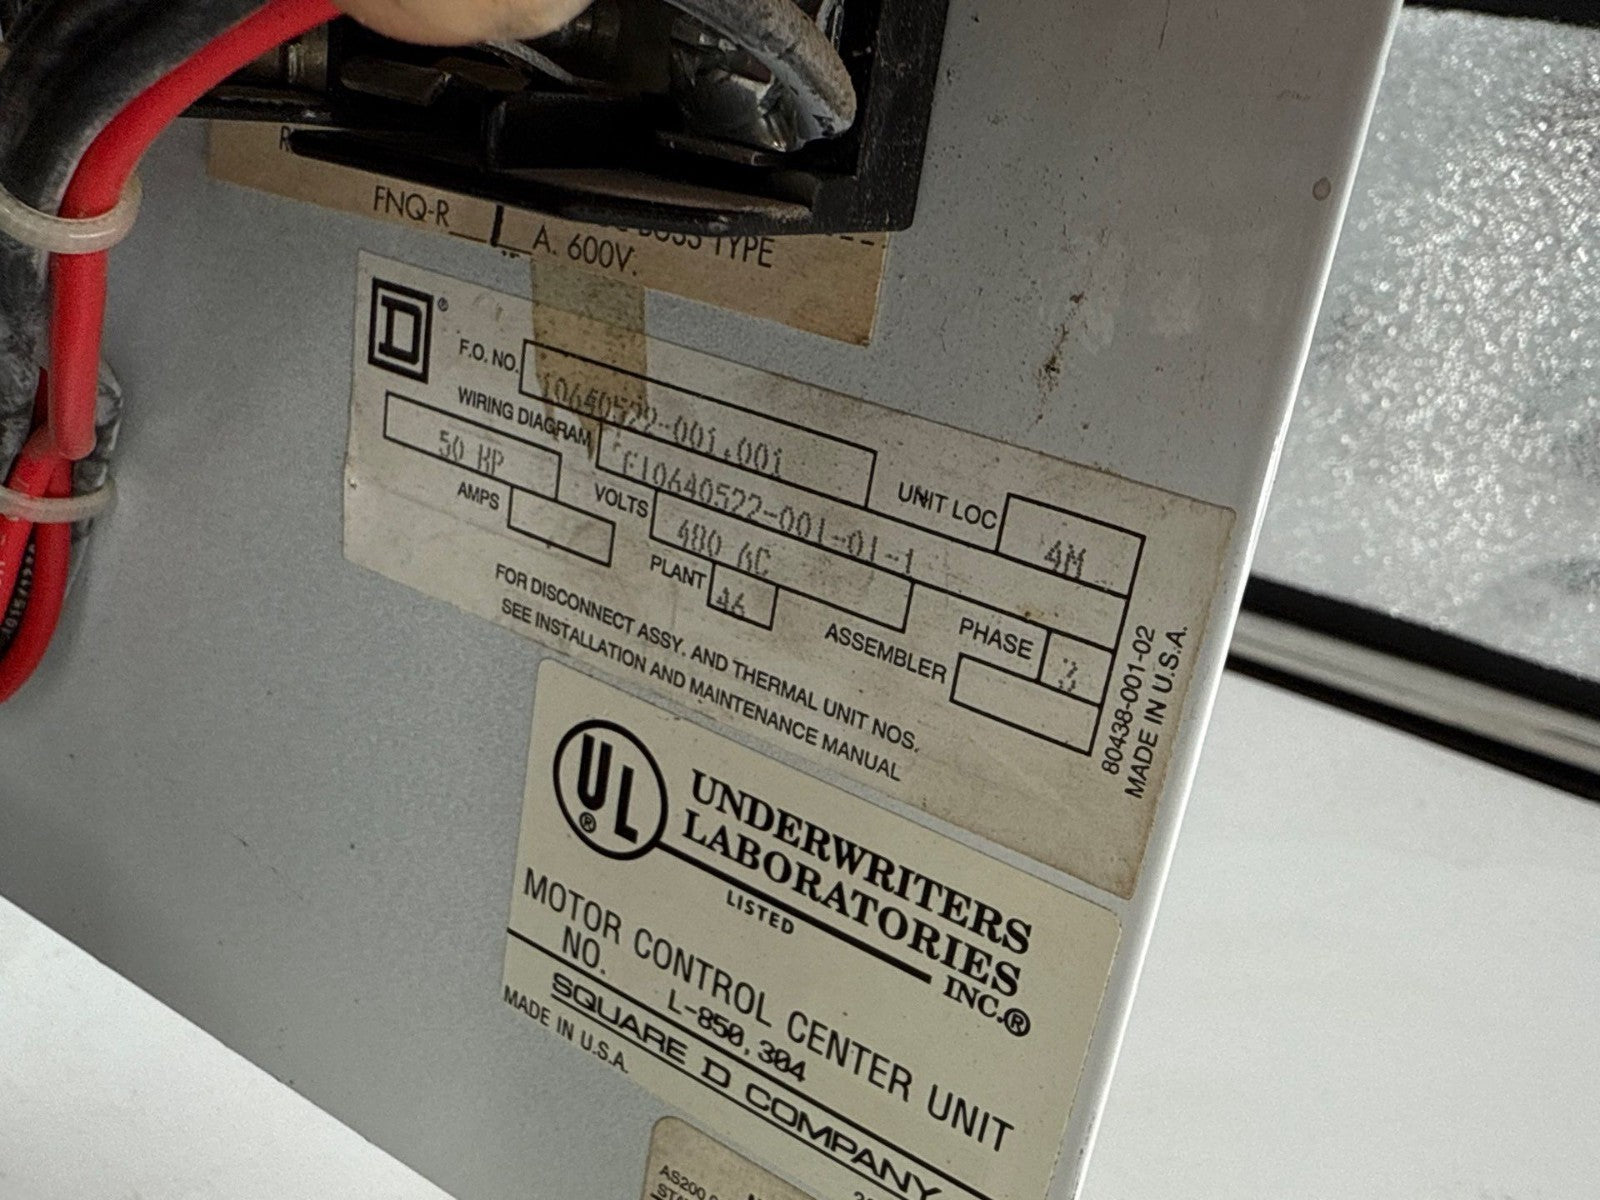 FNQ-R
BUSS TYPE
A. 600V.
D ®
F.O. NO. 10640522-001.001
UNIT LOC 4M
WIRING DIAGRAM E10640522-001-01-1
50 HP
VOLTS 480 AC
PHASE 3
AMPS
PLANT 46
ASSEMBLER
FOR DISCONNECT ASSY. AND THERMAL UNIT NOS.
SEE INSTALLATION AND MAINTENANCE MANUAL
80438-001-02
MADE IN U.S.A.
UL ®
UNDERWRITERS
LABORATORIES
INC.®
LISTED
MOTOR CONTROL CENTER UNIT
NO. L-850,304
SQUARE D COMPANY
MADE IN U.S.A.